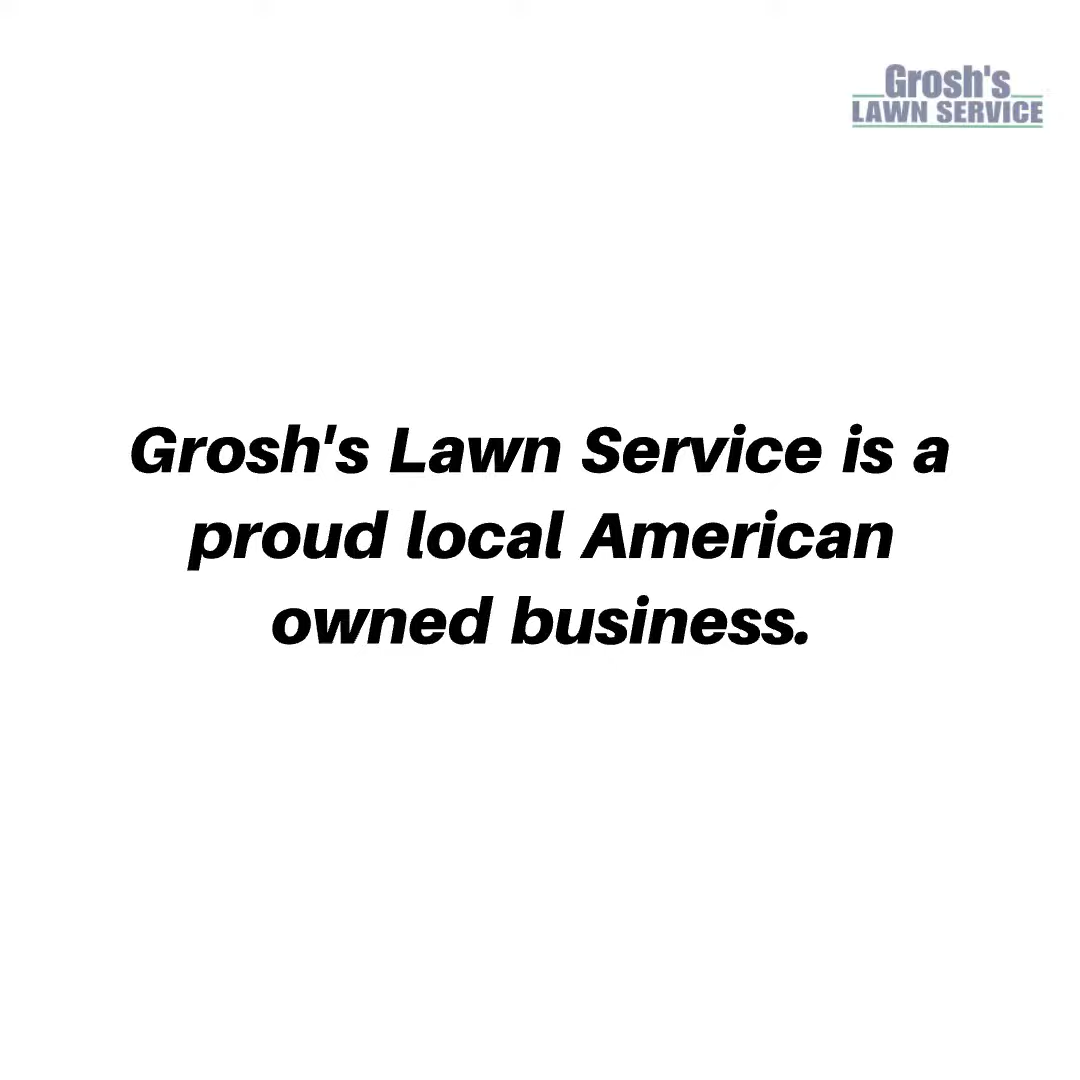 Grosh's
LAWN SERVICE
Grosh's Lawn Service is a
proud local American
owned business.